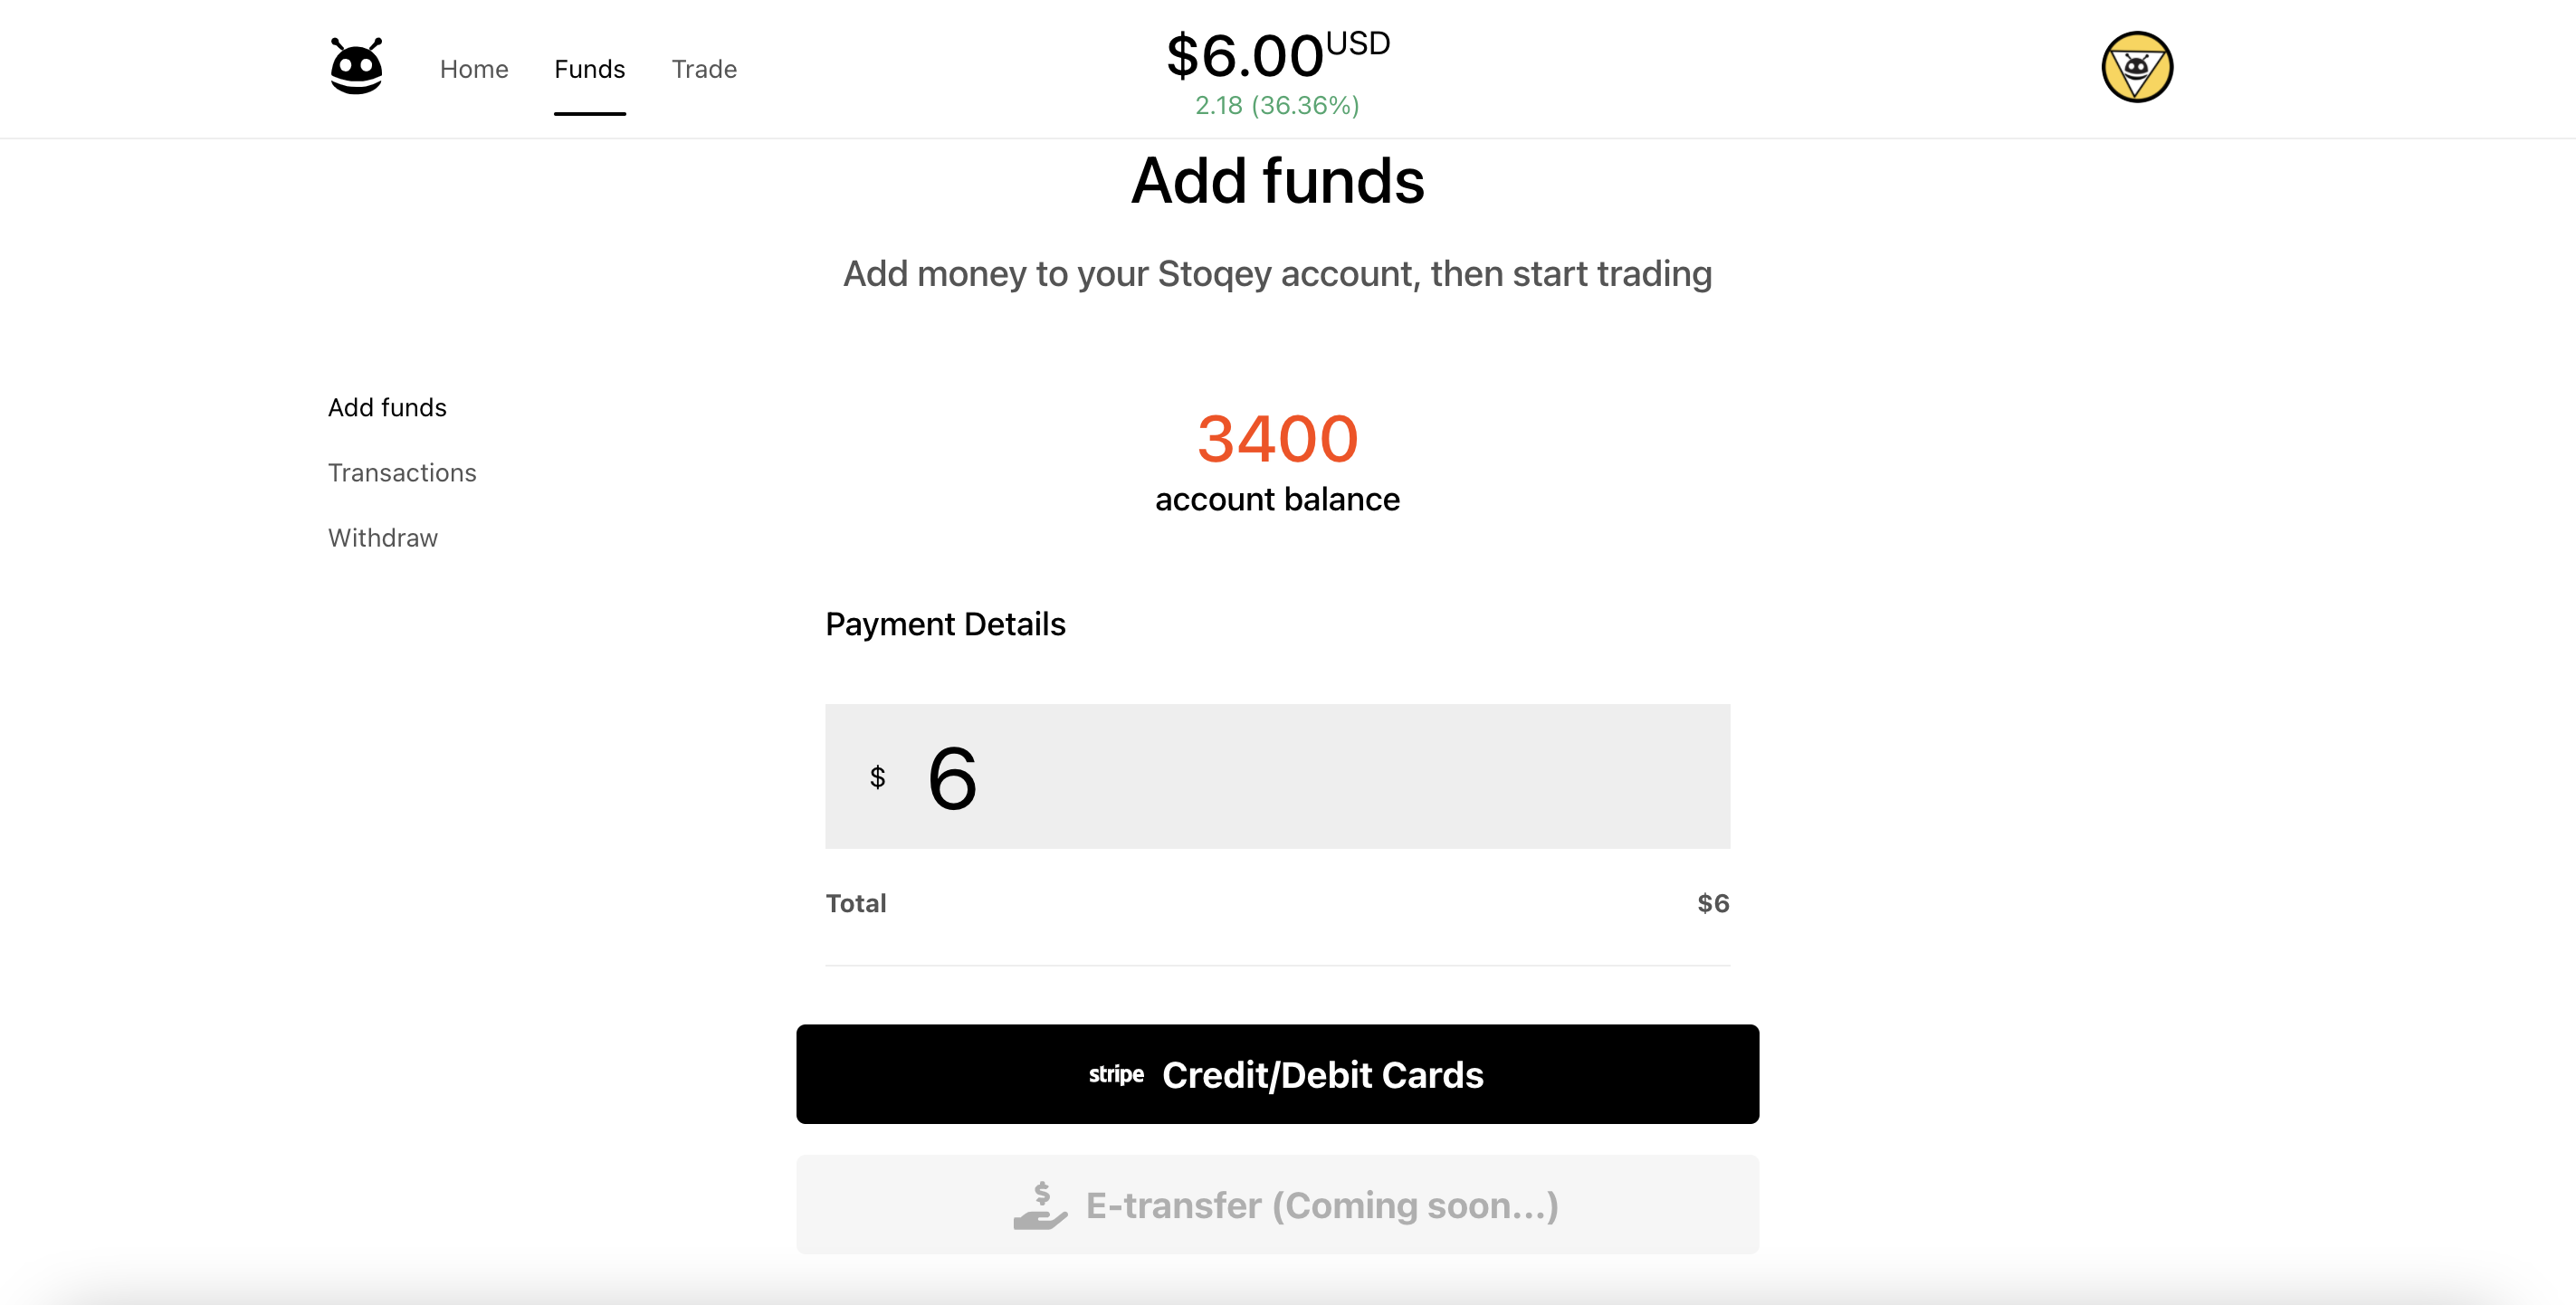 Home Funds Trade
$6.00 USD
2.18 (36.36%)
Add funds
Add money to your Stoqey account, then start trading
Add funds
Transactions
Withdraw
3400
account balance
Payment Details
$ 6
Total $6
stripe Credit/Debit Cards
$ E-transfer (Coming soon...)